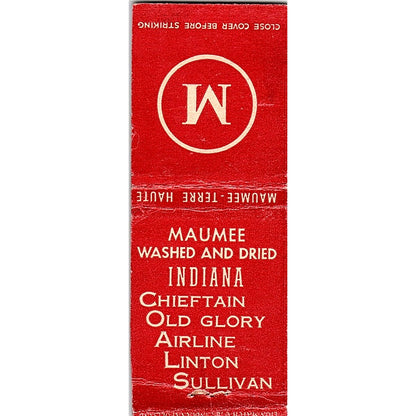 CLOSE COVER BEFORE STRIKING
M
MAUMEE - TERRE HAUTE
MAUMEE
WASHED AND DRIED
INDIANA
CHIEFTAIN
OLD GLORY
AIRLINE
LINTON
SULLIVAN